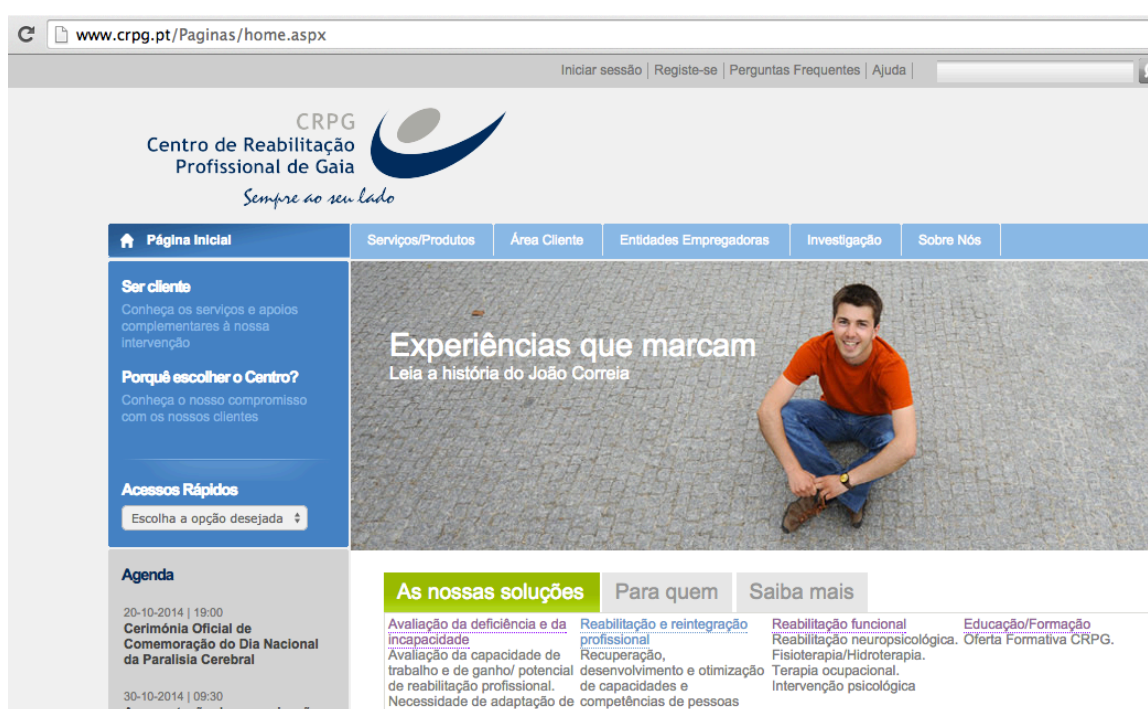 www.crpg.pt/Paginas/home.aspx
Iniciar sessão | Registe-se | Perguntas Frequentes | Ajuda |
CRPG
Centro de Reabilitação
Profissional de Gaia
Sempre ao seu lado
Página Inicial
Serviços/Produtos
Área Cliente
Entidades Empregadoras
Investigação
Sobre Nós
Ser cliente
Conheça os serviços e apoios
complementares à nossa
intervenção
Porquê escolher o Centro?
Conheça o nosso compromisso
com os nossos clientes
Acessos Rápidos
Escolha a opção desejada
Experiências que marcam
Leia a história do João Correia
Agenda
20-10-2014 | 19:00
Cerimónia Oficial de
Comemoração do Dia Nacional
da Paralisia Cerebral
30-10-2014 | 09:30
As nossas soluções
Para quem
Saiba mais
Avaliação da deficiência e da
incapacidade
Avaliação da capacidade de
trabalho e de ganho/ potencial
de reabilitação profissional.
Necessidade de adaptação de
Reabilitação e reintegração
profissional
Recuperação,
desenvolvimento e otimização
de capacidades e
competências de pessoas
Reabilitação funcional
Reabilitação neuropsicológica.
Fisioterapia/Hidroterapia.
Terapia ocupacional.
Intervenção psicológica
Educação/Formação
Oferta Formativa CRPG.